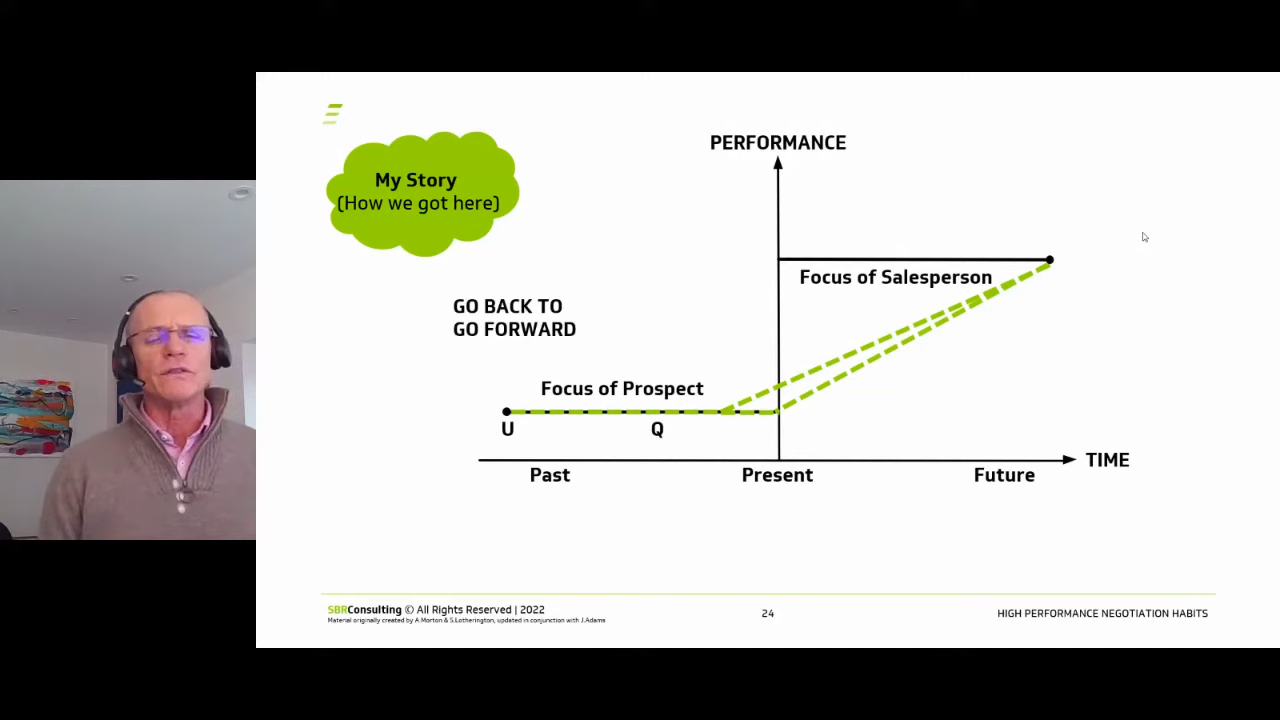 My Story
(How we got here)
PERFORMANCE
Focus of Salesperson
GO BACK TO
GO FORWARD
Focus of Prospect
U
Q
TIME
Past
Present
Future
SBRConsulting © All Rights Reserved | 2022
Material originally created by A.Morton & S.Lotherington, updated in conjunction with J.Adams
24
HIGH PERFORMANCE NEGOTIATION HABITS